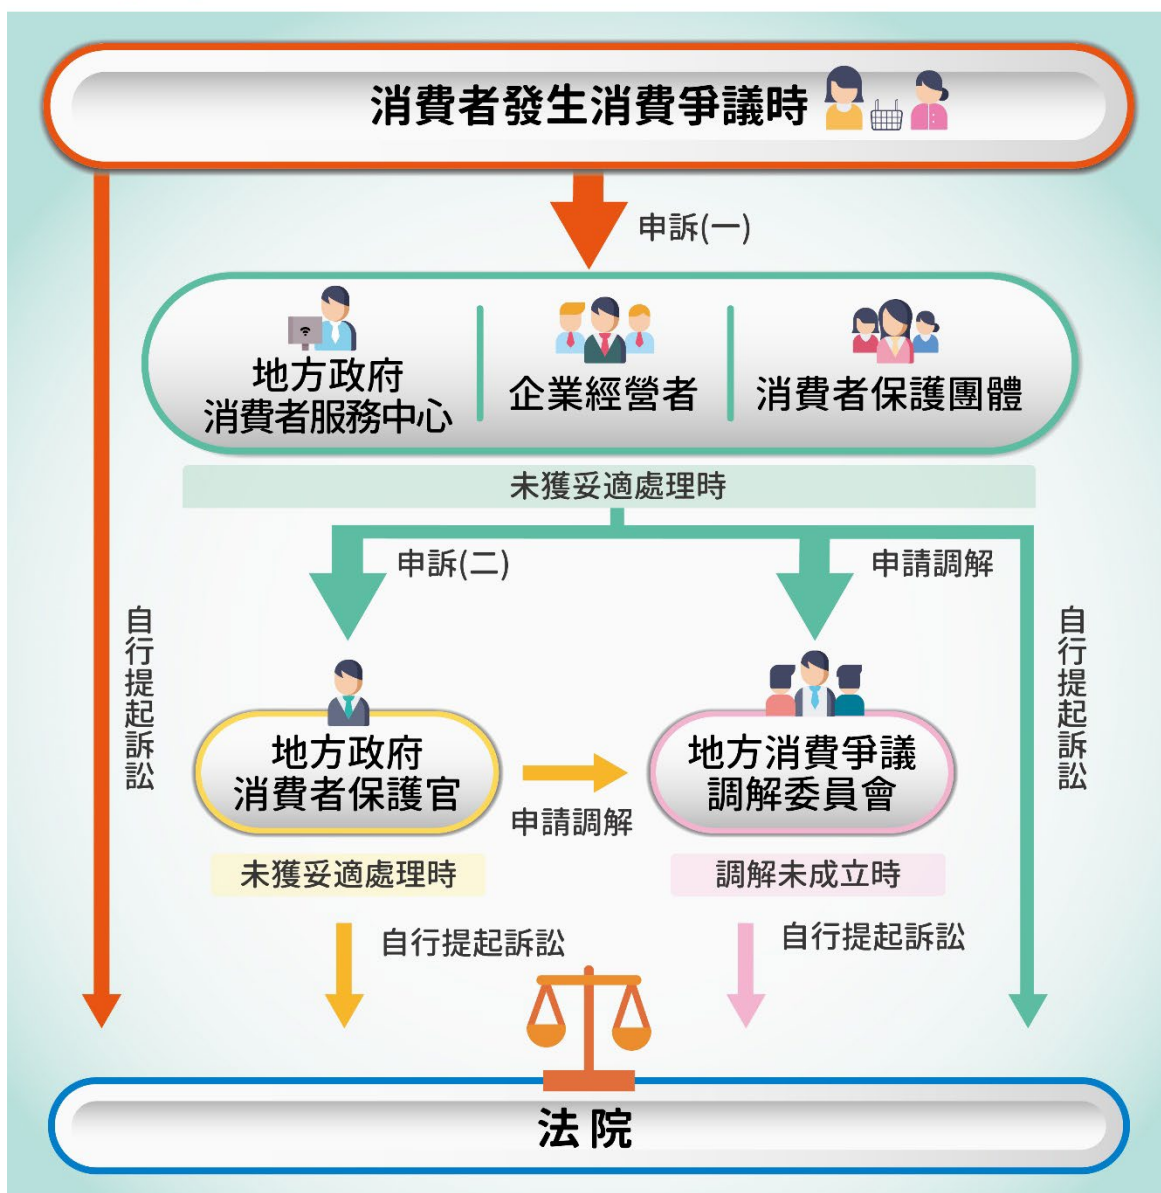 消費者發生消費爭議時
申訴(一)
地方政府
消費者服務中心
企業經營者
消費者保護團體
未獲妥適處理時
申訴(二)
申請調解
自行提起訴訟
自行提起訴訟
地方政府
消費者保護官
申請調解
地方消費爭議
調解委員會
未獲妥適處理時
調解未成立時
自行提起訴訟
自行提起訴訟
法院